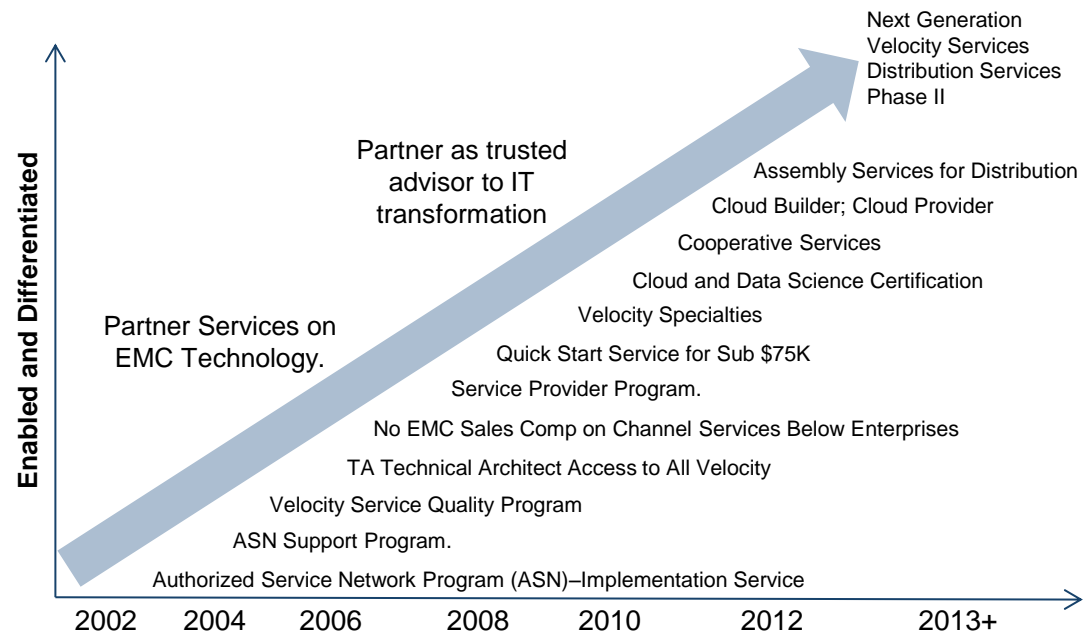 Next Generation
Velocity Services
Distribution Services
Phase II
Partner as trusted
advisor to IT
transformation
Assembly Services for Distribution
Cloud Builder; Cloud Provider
Cooperative Services
Cloud and Data Science Certification
Velocity Specialties
Partner Services on
EMC Technology.
Quick Start Service for Sub $75K
Service Provider Program.
No EMC Sales Comp on Channel Services Below Enterprises
TA Technical Architect Access to All Velocity
Velocity Service Quality Program
ASN Support Program.
Authorized Service Network Program (ASN)–Implementation Service
Enabled and Differentiated
2002 2004 2006 2008 2010 2012 2013+